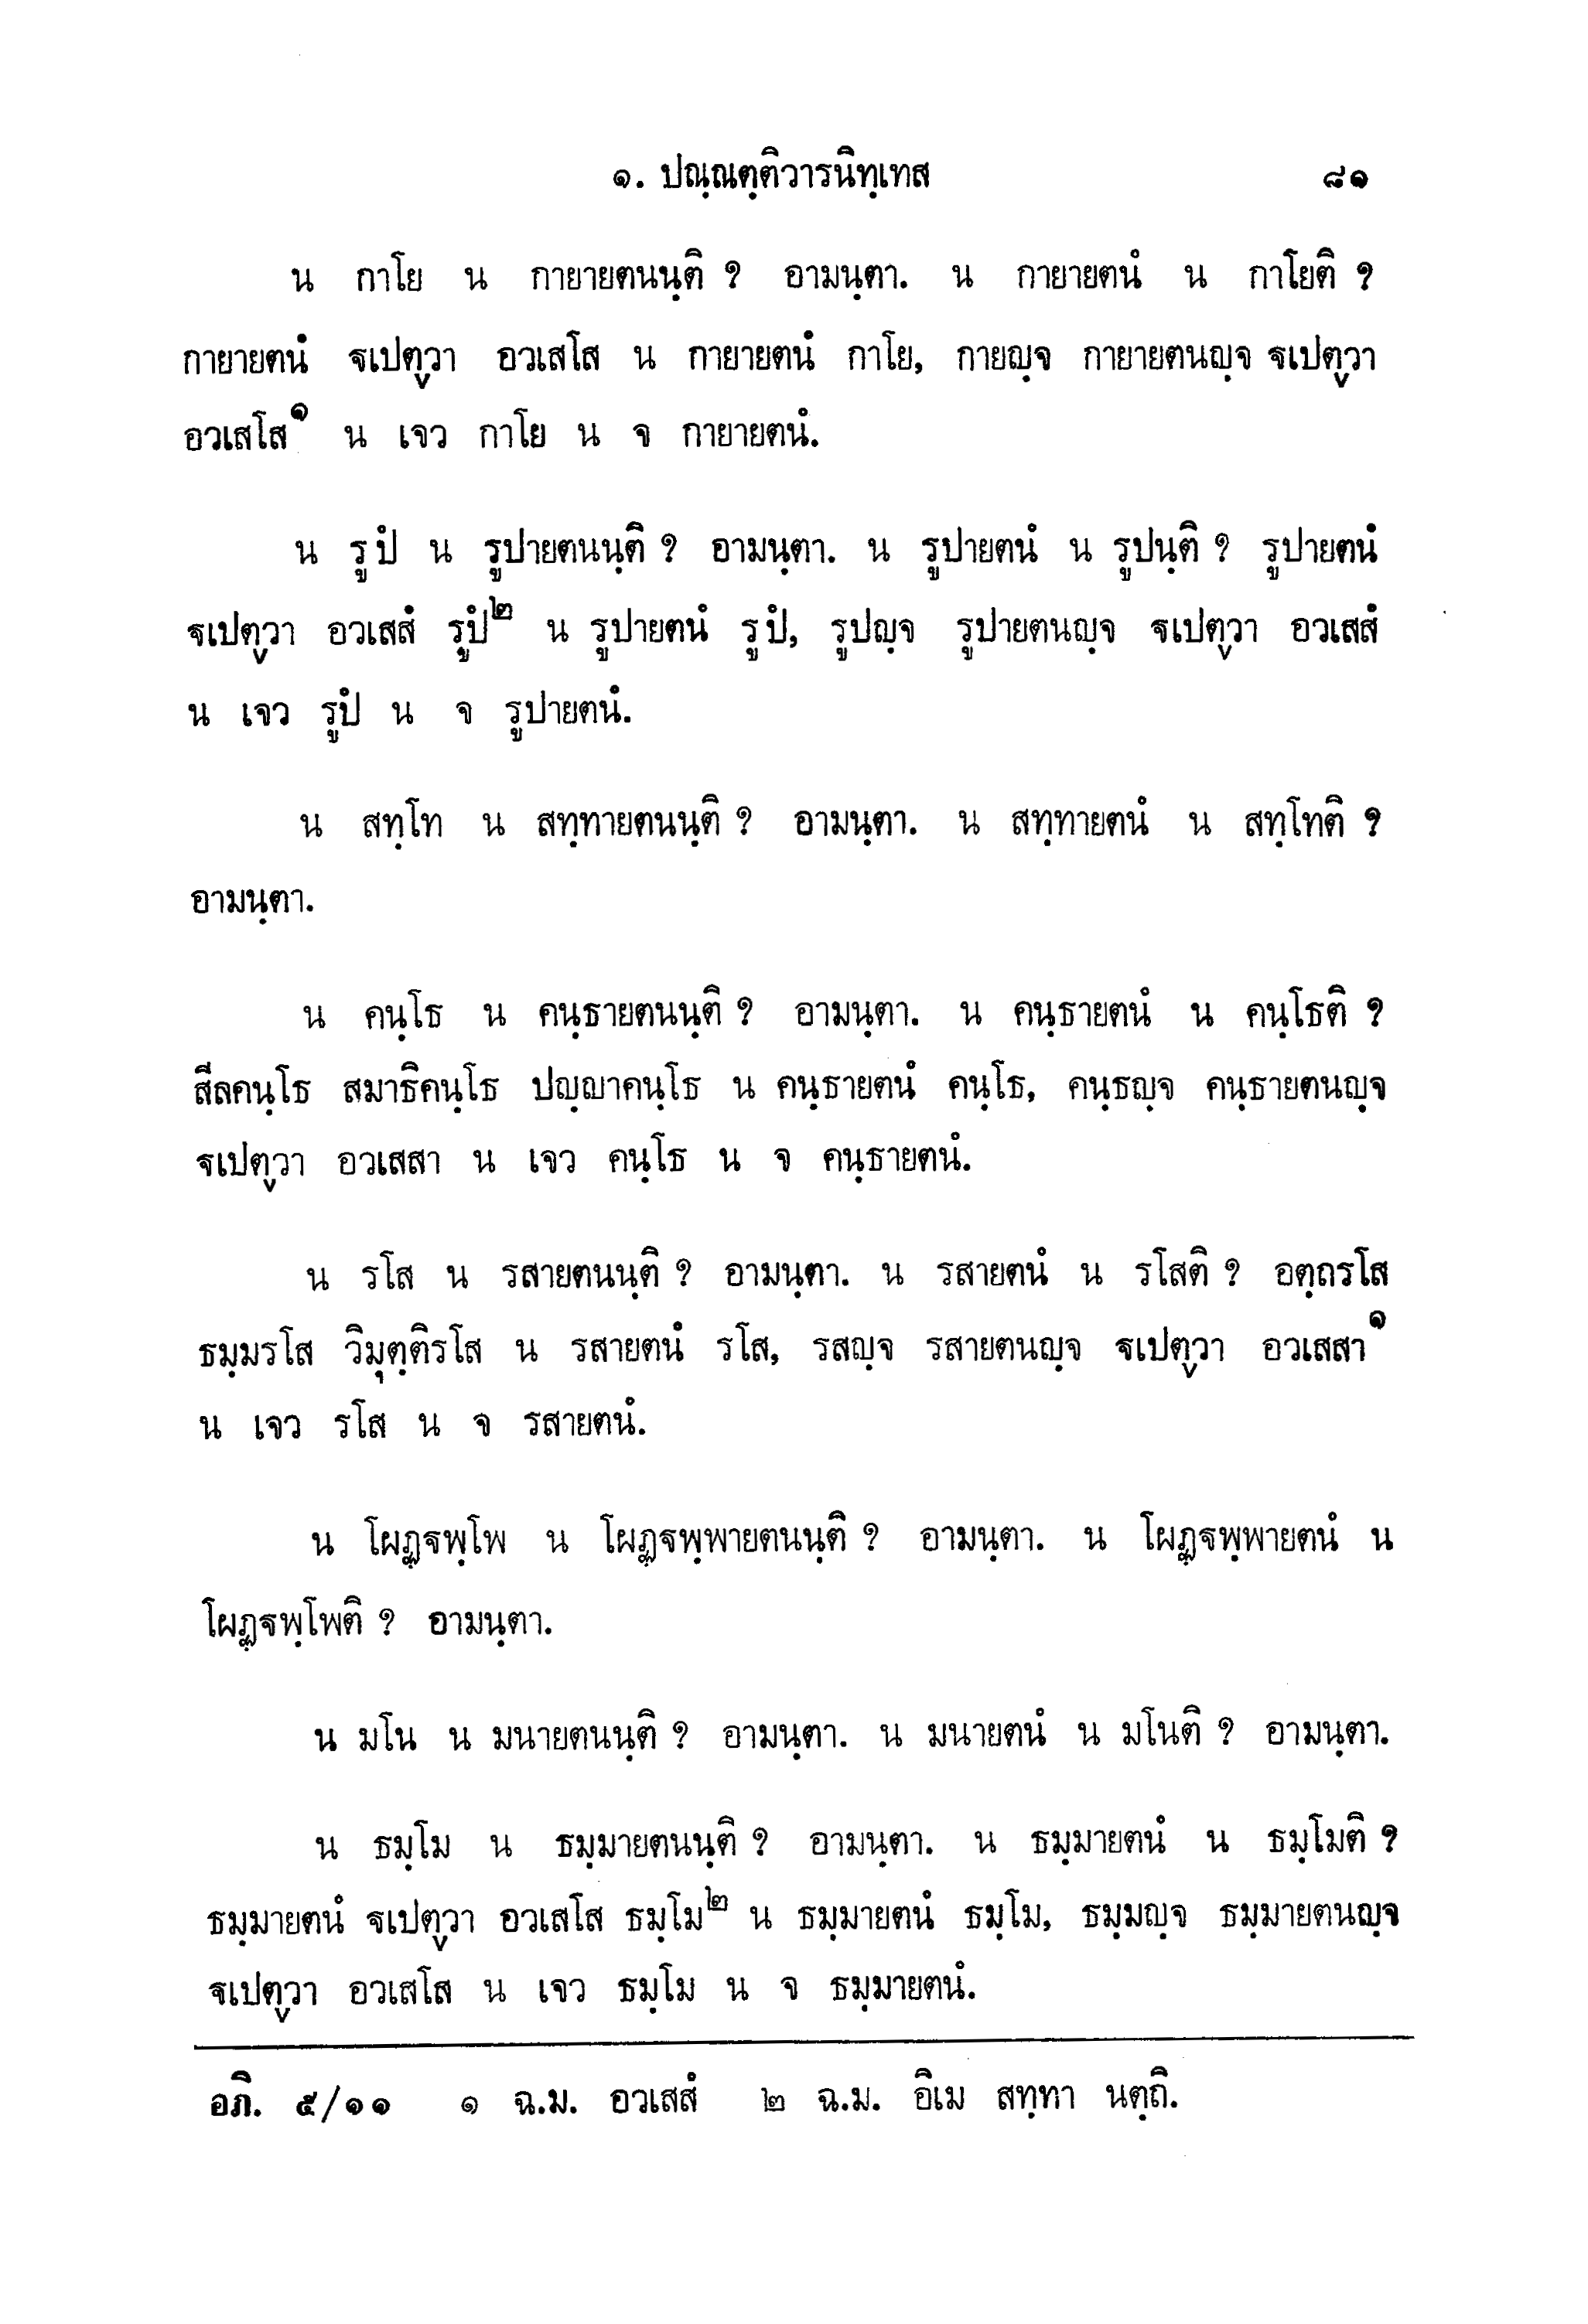 ๑. ปณฺณตฺติวารนิทฺเทส ๘๑
น กาโย น กายายตนนฺติ ? อามนฺตา. น กายายตนํ น กาโยติ ?
กายายตนํ ฐเปตฺวา อวเสโส น กายายตนํ กาโย, กายญฺจ กายายตนญฺจ ฐเปตฺวา
อวเสโส๑ น เจว กาโย น จ กายายตนํ.
น รูปํ น รูปายตนนฺติ ? อามนฺตา. น รูปายตนํ น รูปนฺติ ? รูปายตนํ
ฐเปตฺวา อวเสสํ รูปํ๒ น รูปายตนํ รูปํ, รูปญฺจ รูปายตนญฺจ ฐเปตฺวา อวเสสํ
น เจว รูปํ น จ รูปายตนํ.
น สทฺโท น สทฺทายตนนฺติ ? อามนฺตา. น สทฺทายตนํ น สทฺโทติ ?
อามนฺตา.
น คนฺโธ น คนฺธายตนนฺติ ? อามนฺตา. น คนฺธายตนํ น คนฺโธติ ?
สีลคนฺโธ สมาธิคนฺโธ ปญฺญาคนฺโธ น คนฺธายตนํ คนฺโธ, คนฺธญฺจ คนฺธายตนญฺจ
ฐเปตฺวา อวเสสา น เจว คนฺโธ น จ คนฺธายตนํ.
น รโส น รสายตนนฺติ ? อามนฺตา. น รสายตนํ น รโสติ ? อตฺถรโส
ธมฺมรโส วิมุตฺติรโส น รสายตนํ รโส, รสญฺจ รสายตนญฺจ ฐเปตฺวา อวเสสา๑
น เจว รโส น จ รสายตนํ.
น โผฏฺฐพฺโพ น โผฏฺฐพฺพายตนนฺติ ? อามนฺตา. น โผฏฺฐพฺพายตนํ น
โผฏฺฐพฺโพติ ? อามนฺตา.
น มโน น มนายตนนฺติ ? อามนฺตา. น มนายตนํ น มโนติ ? อามนฺตา.
น ธมฺโม น ธมฺมายตนนฺติ ? อามนฺตา. น ธมฺมายตนํ น ธมฺโมติ ?
ธมฺมายตนํ ฐเปตฺวา อวเสโส ธมฺโม๒ น ธมฺมายตนํ ธมฺโม, ธมฺมญฺจ ธมฺมายตนญฺจ
ฐเปตฺวา อวเสโส น เจว ธมฺโม น จ ธมฺมายตนํ.
อภิ. ๕/๑๑ ๑ ฉ.ม. อวเสสํ ๒ ฉ.ม. อิเม สทฺทา นตฺถิ.